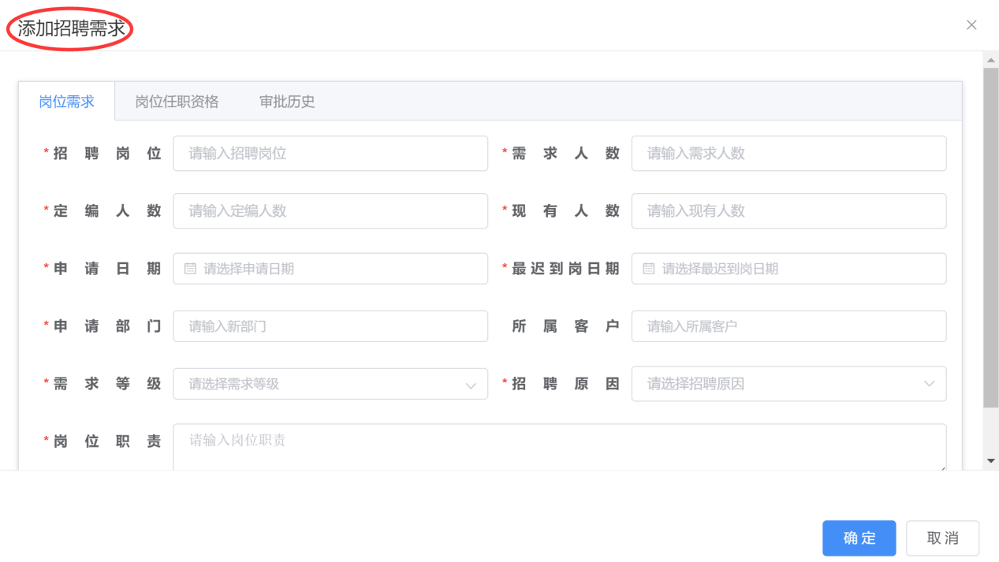 添加招聘需求
岗位需求 岗位任职资格 审批历史
*招聘岗位 请输入招聘岗位 *需求人数 请输入需求人数
*定编人数 请输入定编人数 *现有人数 请输入现有人数
*申请日期 请选择申请日期 *最迟到岗日期 请选择最迟到岗日期
*申请部门 请输入新部门 所属客户 请输入所属客户
*需求等级 请选择需求等级 *招聘原因 请选择招聘原因
*岗位职责 请输入岗位职责
确定 取消